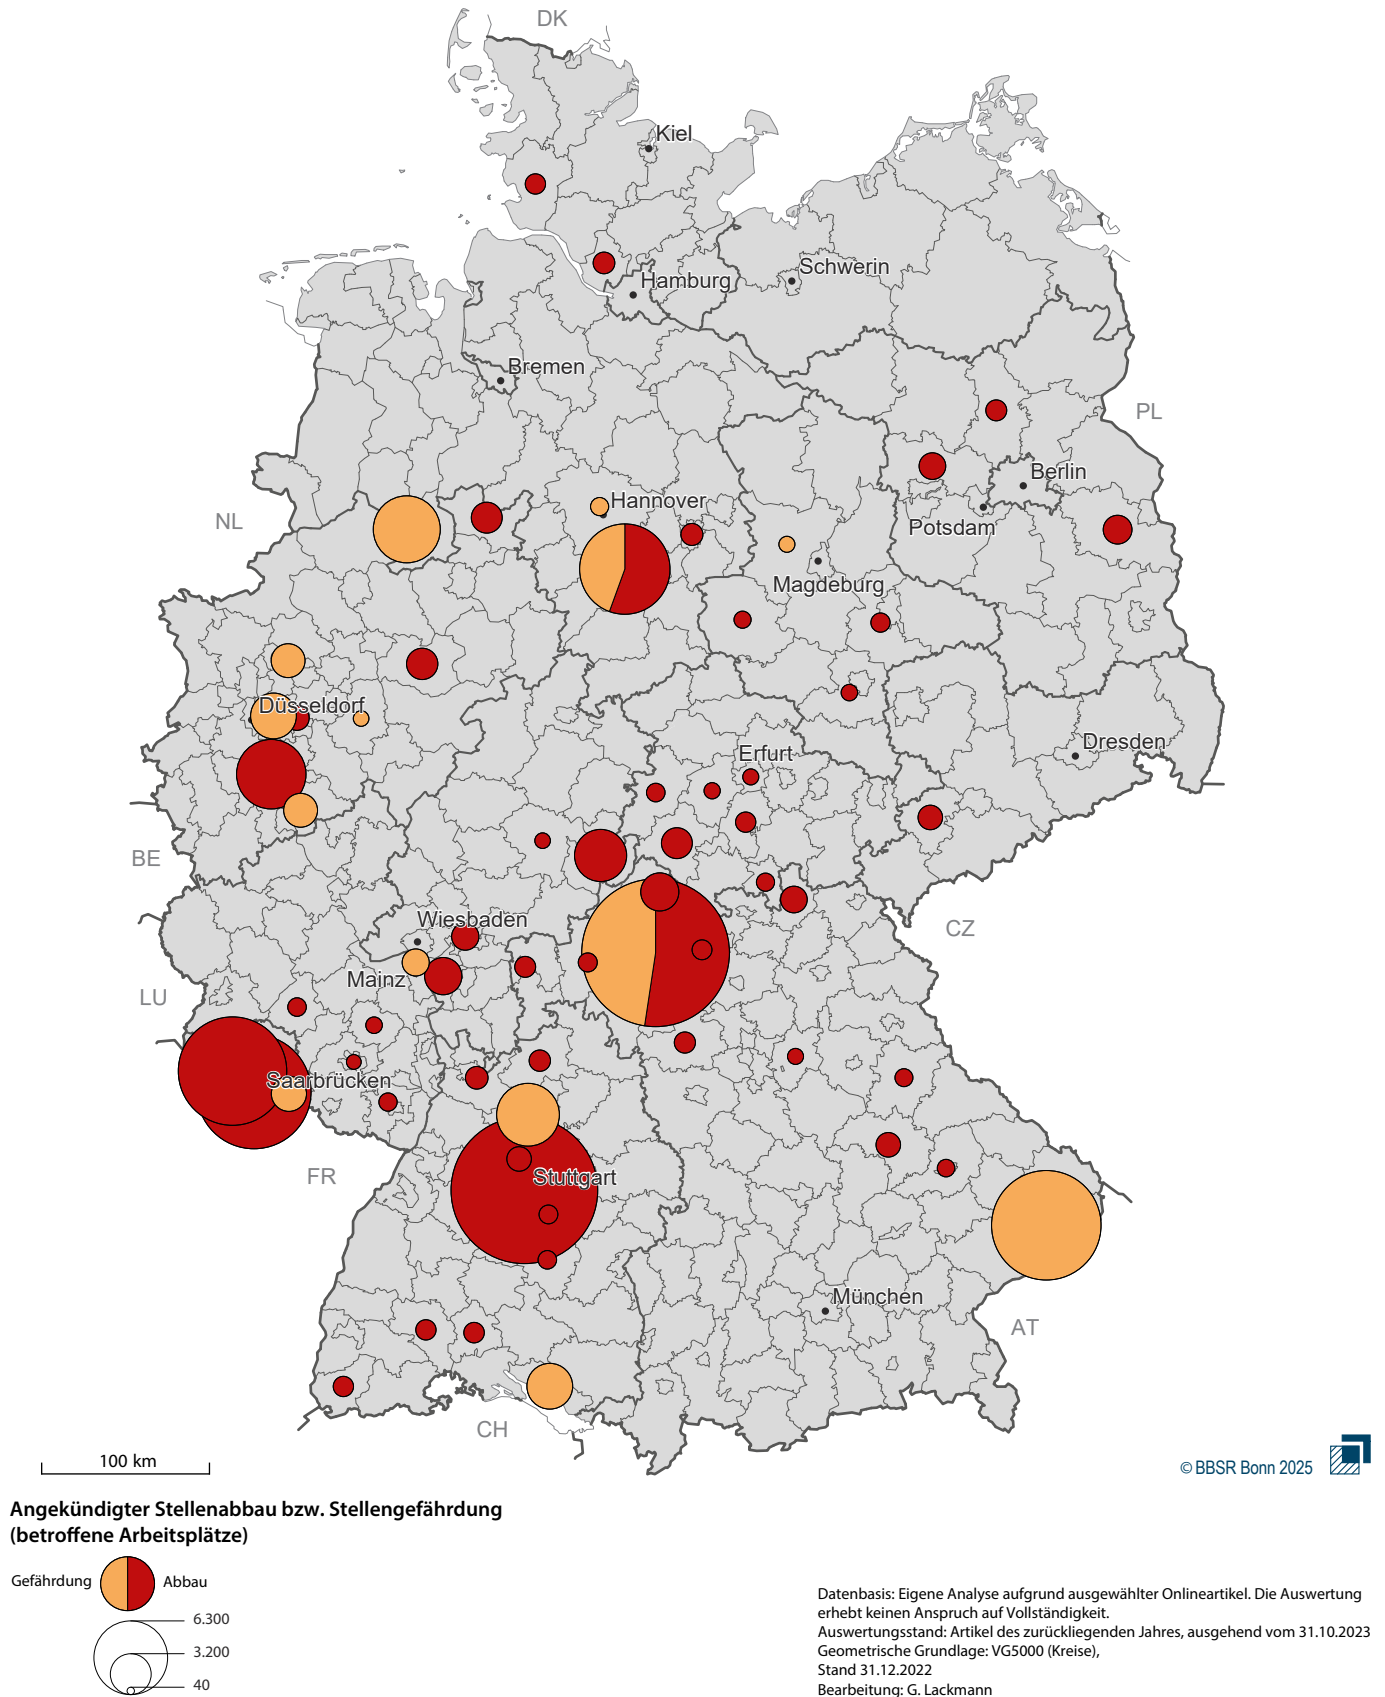 DK
Kiel
Schwerin
Hamburg
Bremen
PL
Berlin
Hannover
NL
Potsdam
Magdeburg
Düsseldorf
Dresden
Erfurt
BE
Wiesbaden
CZ
Mainz
LU
Saarbrücken
FR
Stuttgart
München
AT
CH
100 km
© BBSR Bonn 2025
Angekündigter Stellenabbau bzw. Stellengefährdung
(betroffene Arbeitsplätze)
Gefährdung Abbau
6.300
3.200
40
Datenbasis: Eigene Analyse aufgrund ausgewählter Onlineartikel. Die Auswertung
erhebt keinen Anspruch auf Vollständigkeit.
Auswertungsstand: Artikel des zurückliegenden Jahres, ausgehend vom 31.10.2023
Geometrische Grundlage: VG5000 (Kreise),
Stand 31.12.2022
Bearbeitung: G. Lackmann